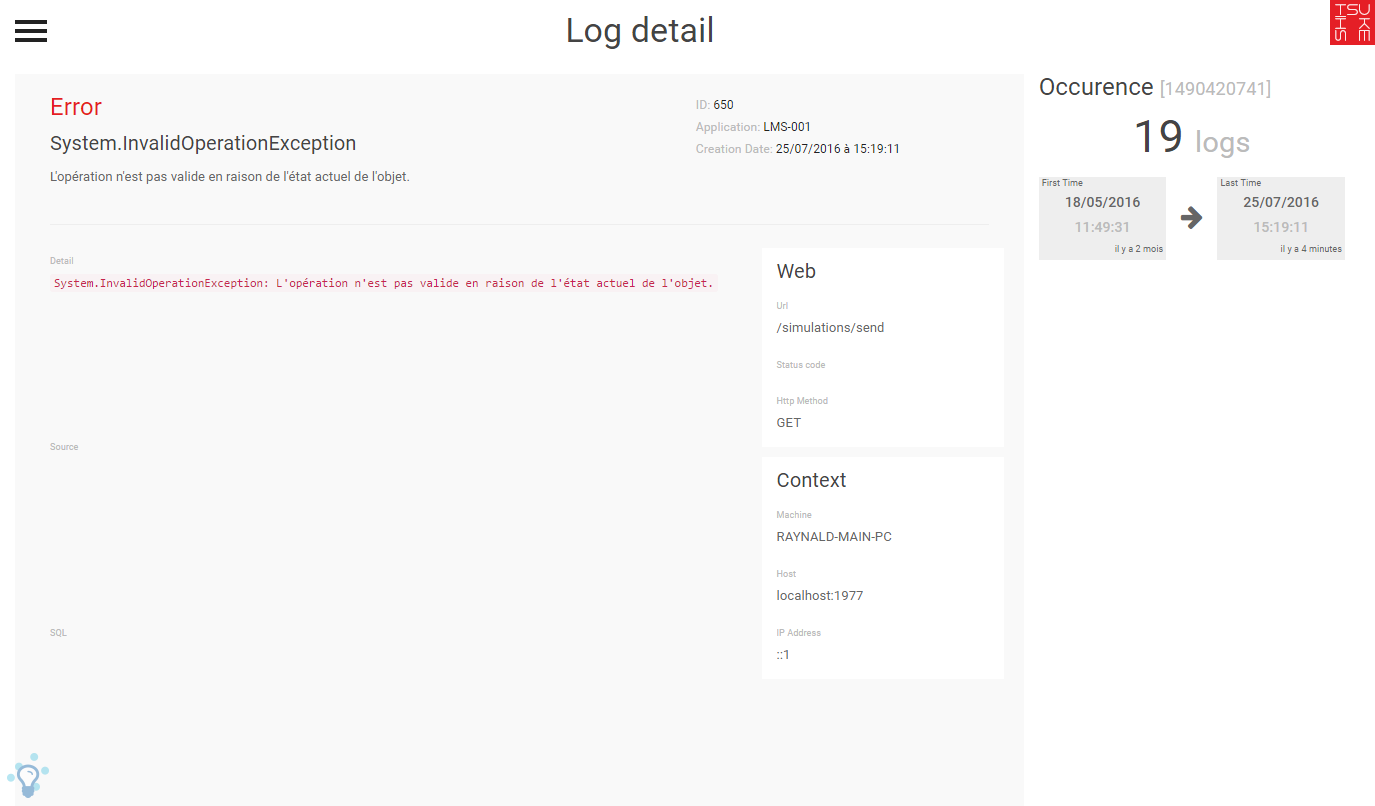 Log detail
TSUKE
SHIT
Error
System.InvalidOperationException
L'opération n'est pas valide en raison de l'état actuel de l'objet.
ID: 650
Application: LMS-001
Creation Date: 25/07/2016 à 15:19:11
Detail
System.InvalidOperationException: L'opération n'est pas valide en raison de l'état actuel de l'objet.
Source
SQL
Web
Url
/simulations/send
Status code
Http Method
GET
Context
Machine
RAYNALD-MAIN-PC
Host
localhost:1977
IP Address
::1
Occurence [1490420741]
19 logs
First Time
18/05/2016
11:49:31
il y a 2 mois
Last Time
25/07/2016
15:19:11
il y a 4 minutes